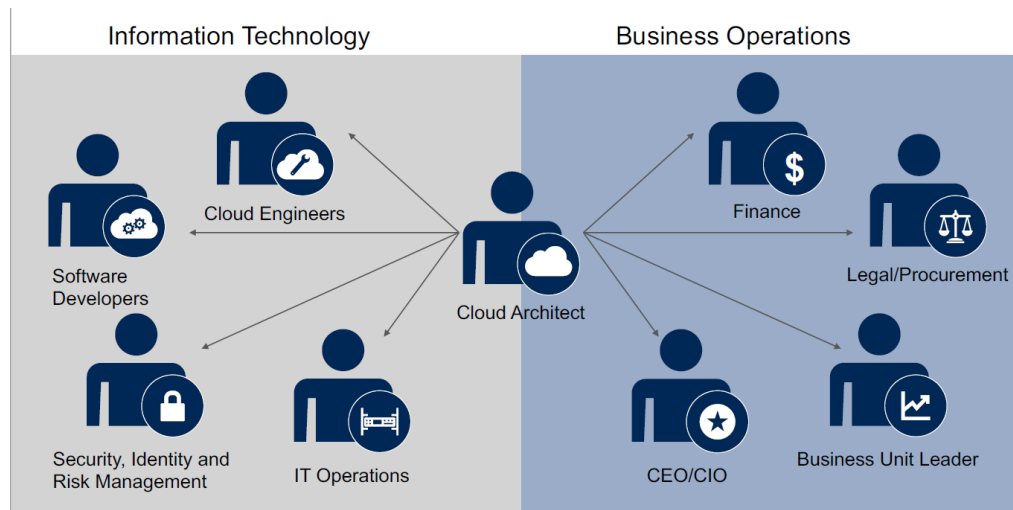 Information Technology
Business Operations
Cloud Engineers
Finance
$
Software
Developers
Legal/Procurement
Cloud Architect
Security, Identity and
Risk Management
IT Operations
CEO/CIO
Business Unit Leader